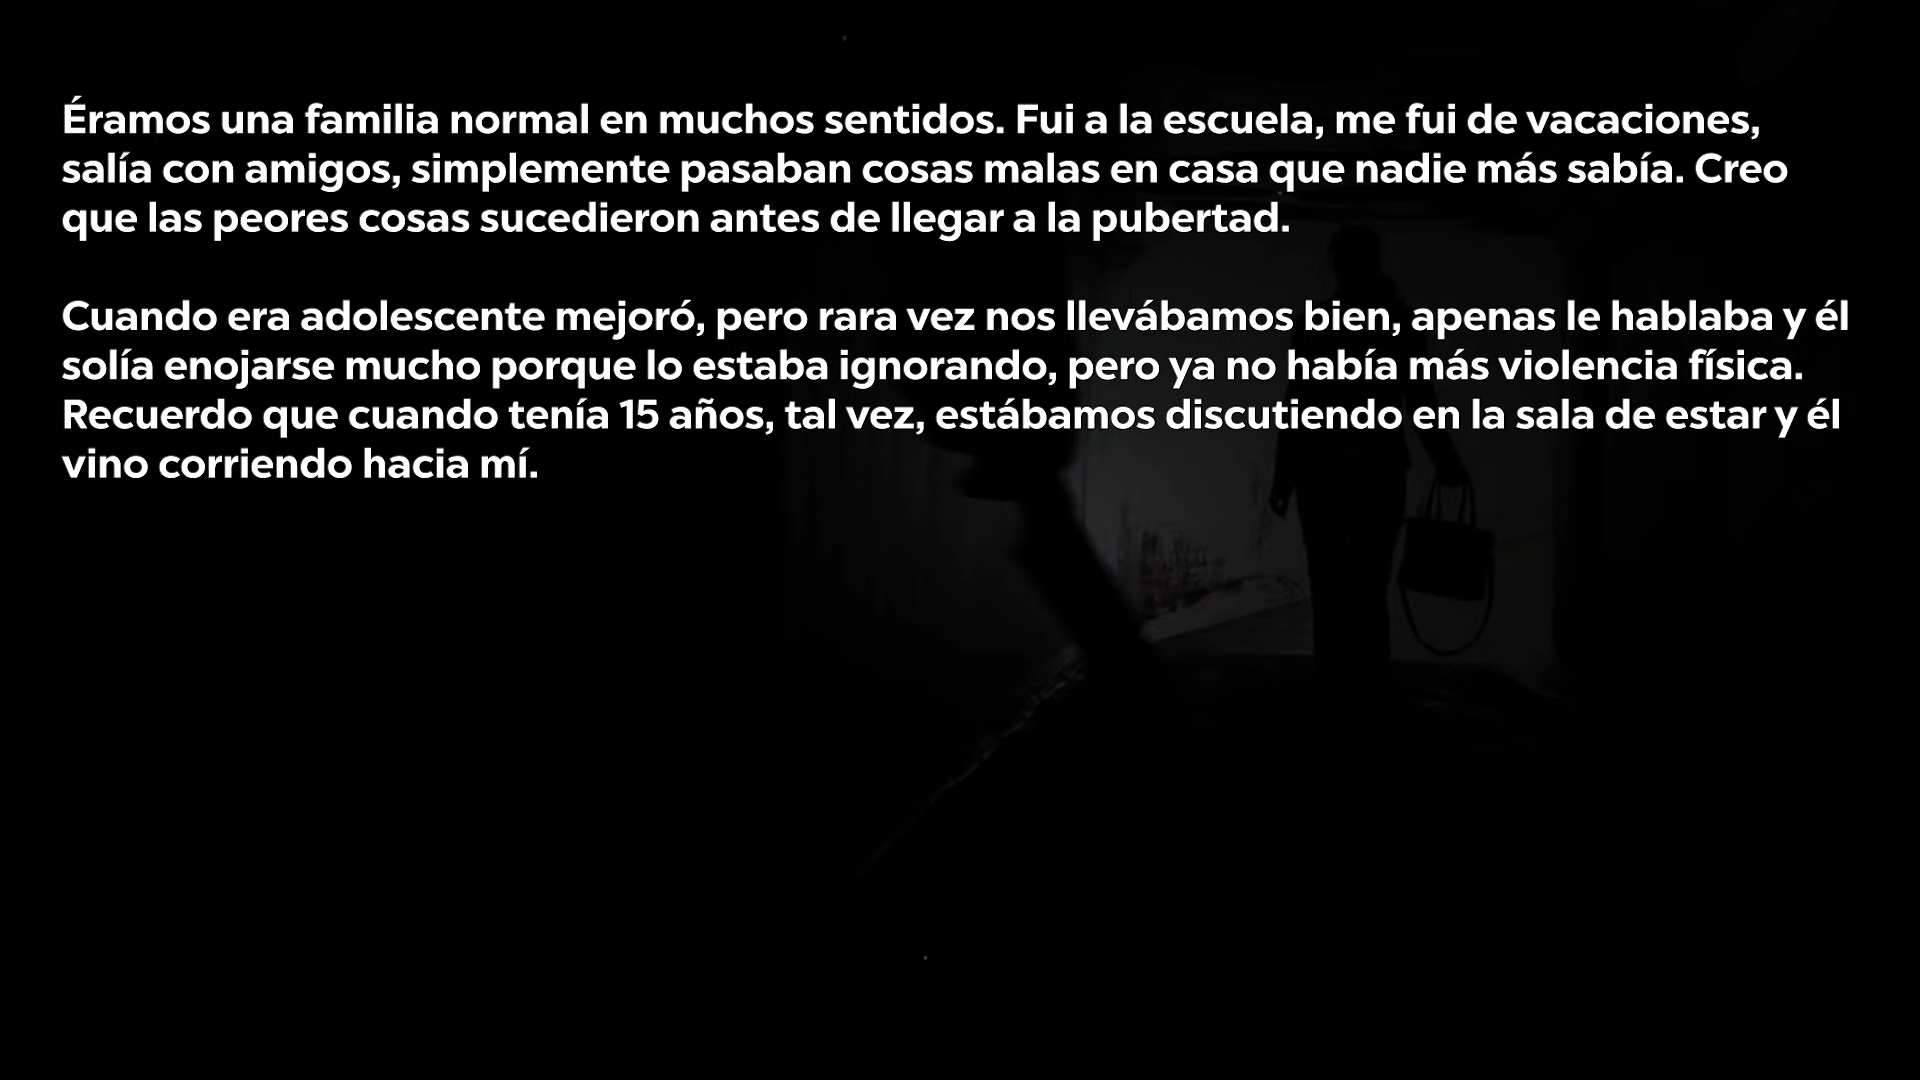 Éramos una familia normal en muchos sentidos. Fui a la escuela, me fui de vacaciones,
salía con amigos, simplemente pasaban cosas malas en casa que nadie más sabía. Creo
que las peores cosas sucedieron antes de llegar a la pubertad.
Cuando era adolescente mejoró, pero rara vez nos llevábamos bien, apenas le hablaba y él
solía enojarse mucho porque lo estaba ignorando, pero ya no había más violencia física.
Recuerdo que cuando tenía 15 años, tal vez, estábamos discutiendo en la sala de estar y él
vino corriendo hacia mí.